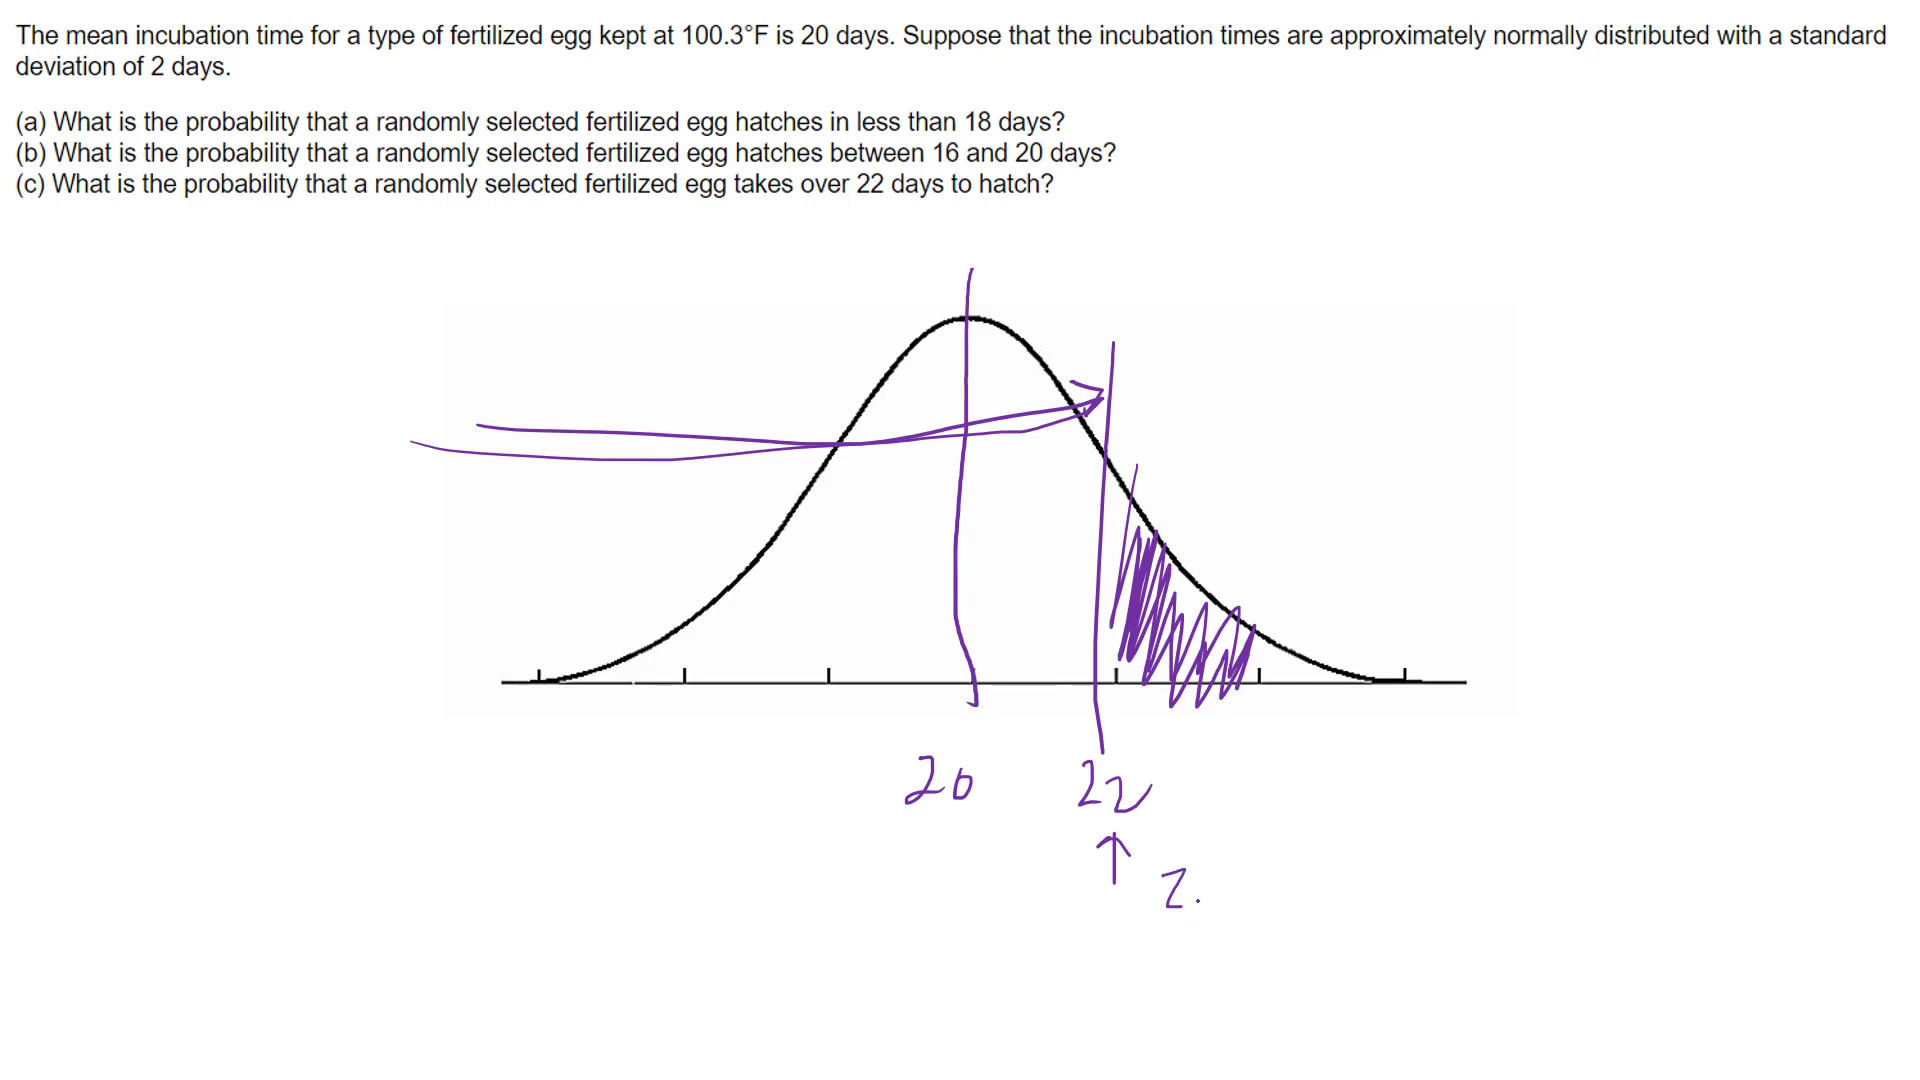 The mean incubation time for a type of fertilized egg kept at 100.3°F is 20 days. Suppose that the incubation times are approximately normally distributed with a standard
deviation of 2 days.
(a) What is the probability that a randomly selected fertilized egg hatches in less than 18 days?
(b) What is the probability that a randomly selected fertilized egg hatches between 16 and 20 days?
(c) What is the probability that a randomly selected fertilized egg takes over 22 days to hatch?
20 22
z.